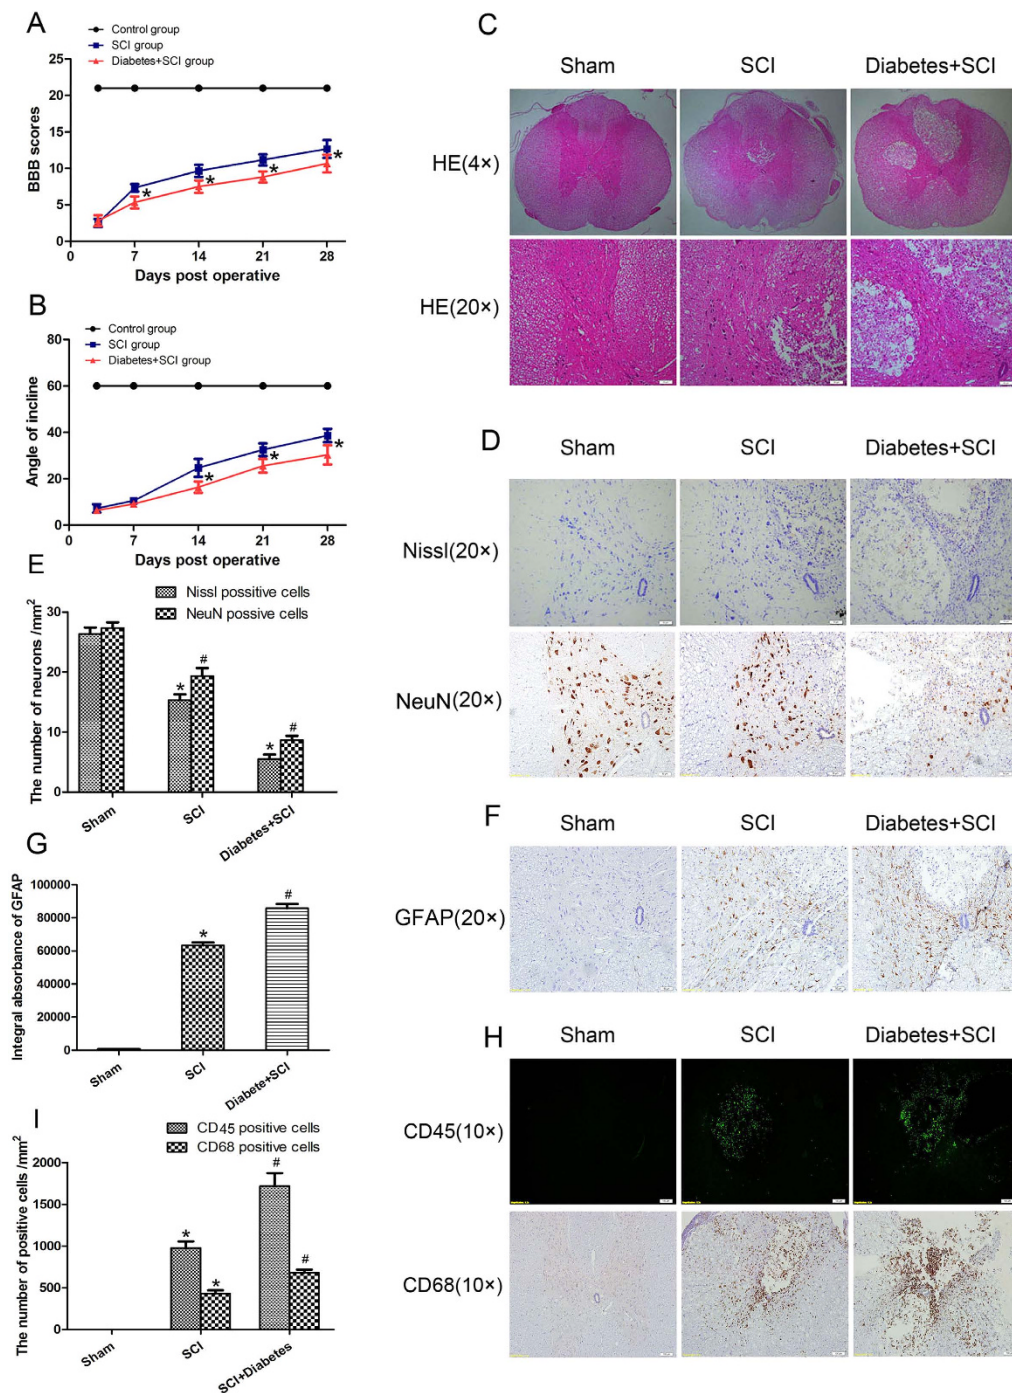 A
Control group
SCI group
Diabetes+SCI group
BBB scores
25
20
15
10
5
0
* * * *
0 7 14 21 28
Days post operative
B
Control group
SCI group
Diabetes+SCI group
Angle of incline
80
60
40
20
0
* * *
0 7 14 21 28
Days post operative
C
Sham SCI Diabetes+SCI
HE(4×)
HE(20×)
D
Sham SCI Diabetes+SCI
Nissl(20×)
NeuN(20×)
E
Nissl possitive cells
NeuN possive cells
The number of neurons /mm²
30
20
10
0
* # * #
Sham SCI Diabetes+SCI
F
Sham SCI Diabetes+SCI
GFAP(20×)
G
Integral absorbance of GFAP
100000
80000
60000
40000
20000
0
* #
Sham SCI Diabete+SCI
H
Sham SCI Diabetes+SCI
CD45(10×)
CD68(10×)
I
CD45 positive cells
CD68 positive cells
The number of positive cells /mm²
2000
1500
1000
500
0
* * # #
Sham SCI SCI+Diabetes